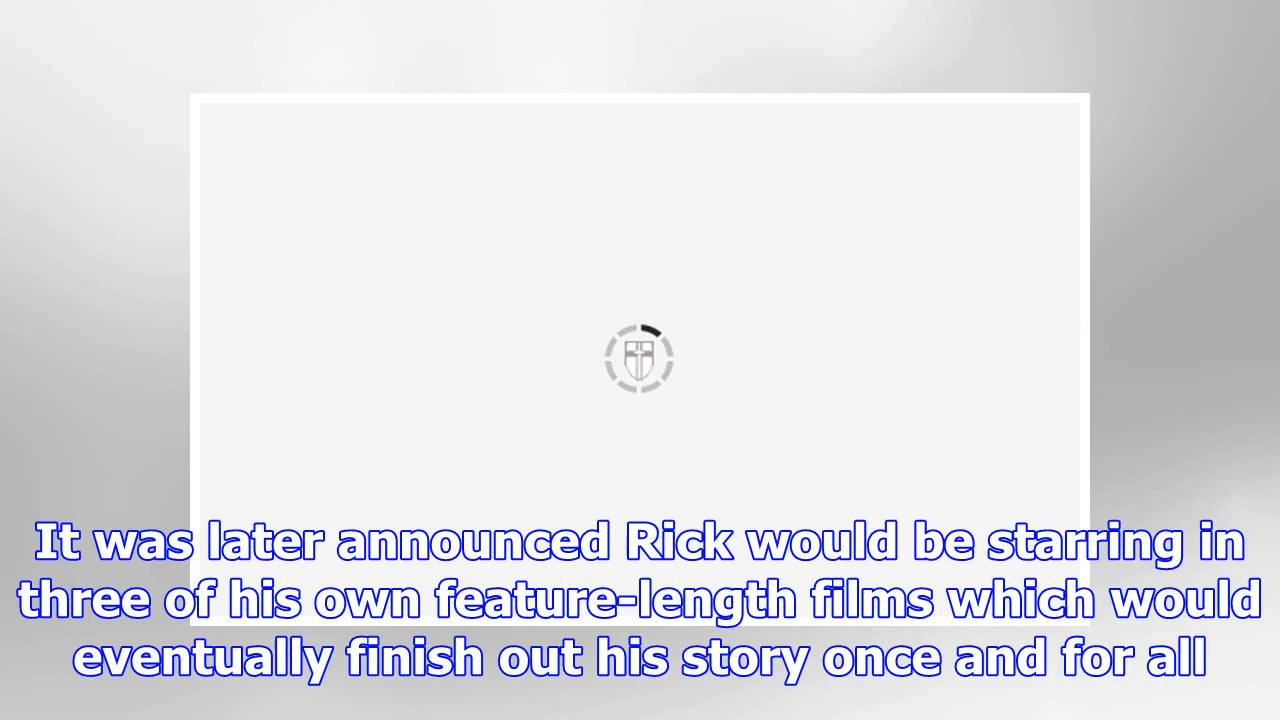 It was later announced Rick would be starring in
three of his own feature-length films which would
eventually finish out his story once and for all